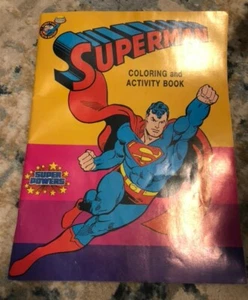 SUPERMAN
COLORING and
ACTIVITY BOOK
SUPER
POWERS